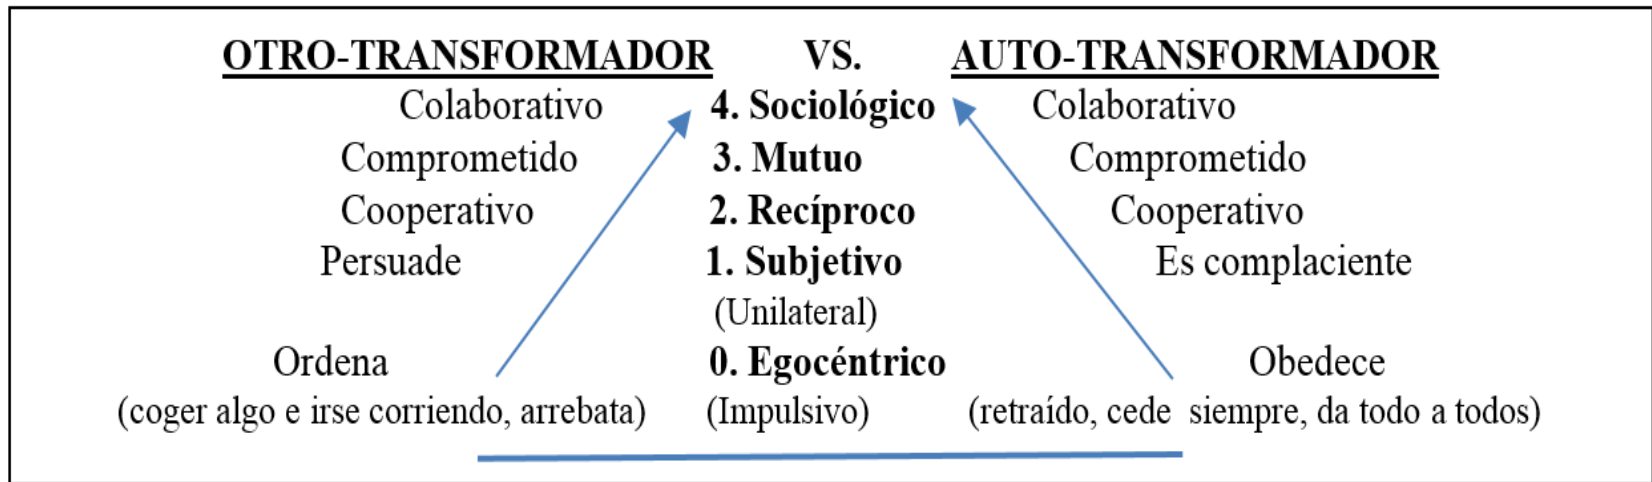 OTRO-TRANSFORMADOR VS. AUTO-TRANSFORMADOR
Colaborativo 4. Sociológico Colaborativo
Comprometido 3. Mutuo Comprometido
Cooperativo 2. Recíproco Cooperativo
Persuade 1. Subjetivo Es complaciente
(Unilateral)
Ordena 0. Egocéntrico Obedece
(coger algo e irse corriendo, arrebata) (Impulsivo) (retraído, cede siempre, da todo a todos)